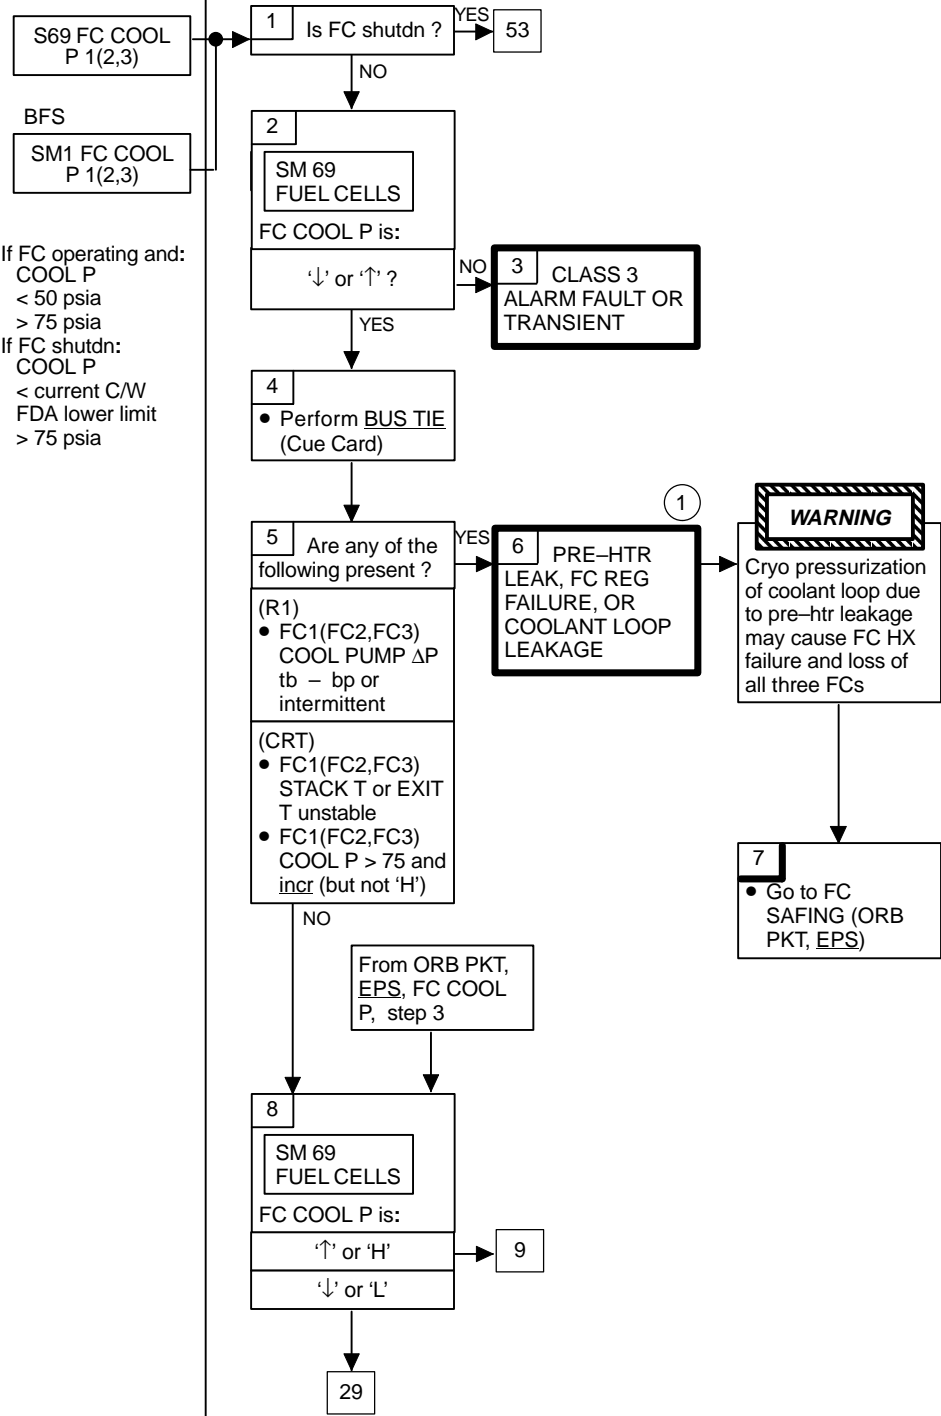 S69 FC COOL
P 1(2,3)
BFS
SM1 FC COOL
P 1(2,3)
If FC operating and:
COOL P
< 50 psia
> 75 psia
If FC shutdn:
COOL P
< current C/W
FDA lower limit
> 75 psia
1
Is FC shutdn ?
YES
53
NO
2
SM 69
FUEL CELLS
FC COOL P is:
‘↓’ or ‘↑’ ?
NO
3
CLASS 3
ALARM FAULT OR
TRANSIENT
YES
4
• Perform BUS TIE
(Cue Card)
5
Are any of the
following present ?
YES
(R1)
• FC1(FC2,FC3)
COOL PUMP ∆P
tb – bp or
intermittent
(CRT)
• FC1(FC2,FC3)
STACK T or EXIT
T unstable
• FC1(FC2,FC3)
COOL P > 75 and
incr (but not ‘H’)
NO
1
6
PRE–HTR
LEAK, FC REG
FAILURE, OR
COOLANT LOOP
LEAKAGE
WARNING
Cryo pressurization
of coolant loop due
to pre–htr leakage
may cause FC HX
failure and loss of
all three FCs
7
• Go to FC
SAFING (ORB
PKT, EPS)
From ORB PKT,
EPS, FC COOL
P, step 3
8
SM 69
FUEL CELLS
FC COOL P is:
‘↑’ or ‘H’
9
‘↓’ or ‘L’
29